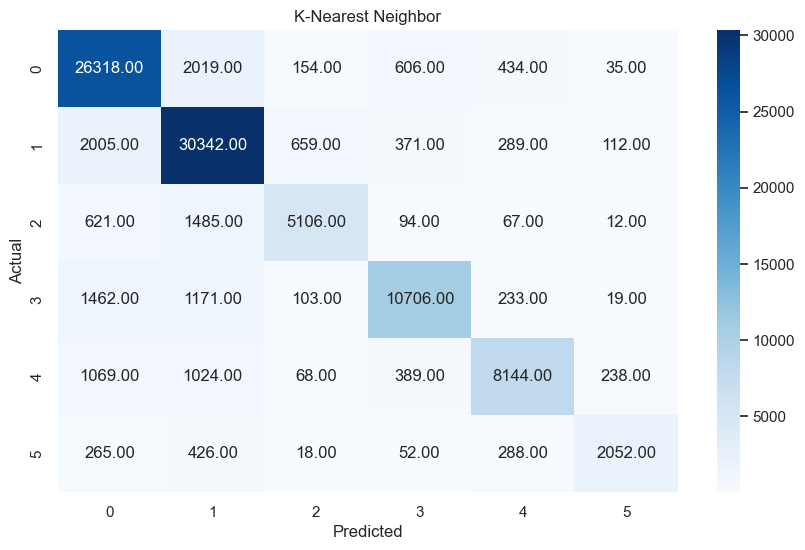 K-Nearest Neighbor
0 26318.00 2019.00 154.00 606.00 434.00 35.00
1 2005.00 30342.00 659.00 371.00 289.00 112.00
2 621.00 1485.00 5106.00 94.00 67.00 12.00
3 1462.00 1171.00 103.00 10706.00 233.00 19.00
4 1069.00 1024.00 68.00 389.00 8144.00 238.00
5 265.00 426.00 18.00 52.00 288.00 2052.00
Actual
0 1 2 3 4 5
Predicted
30000
25000
20000
15000
10000
5000